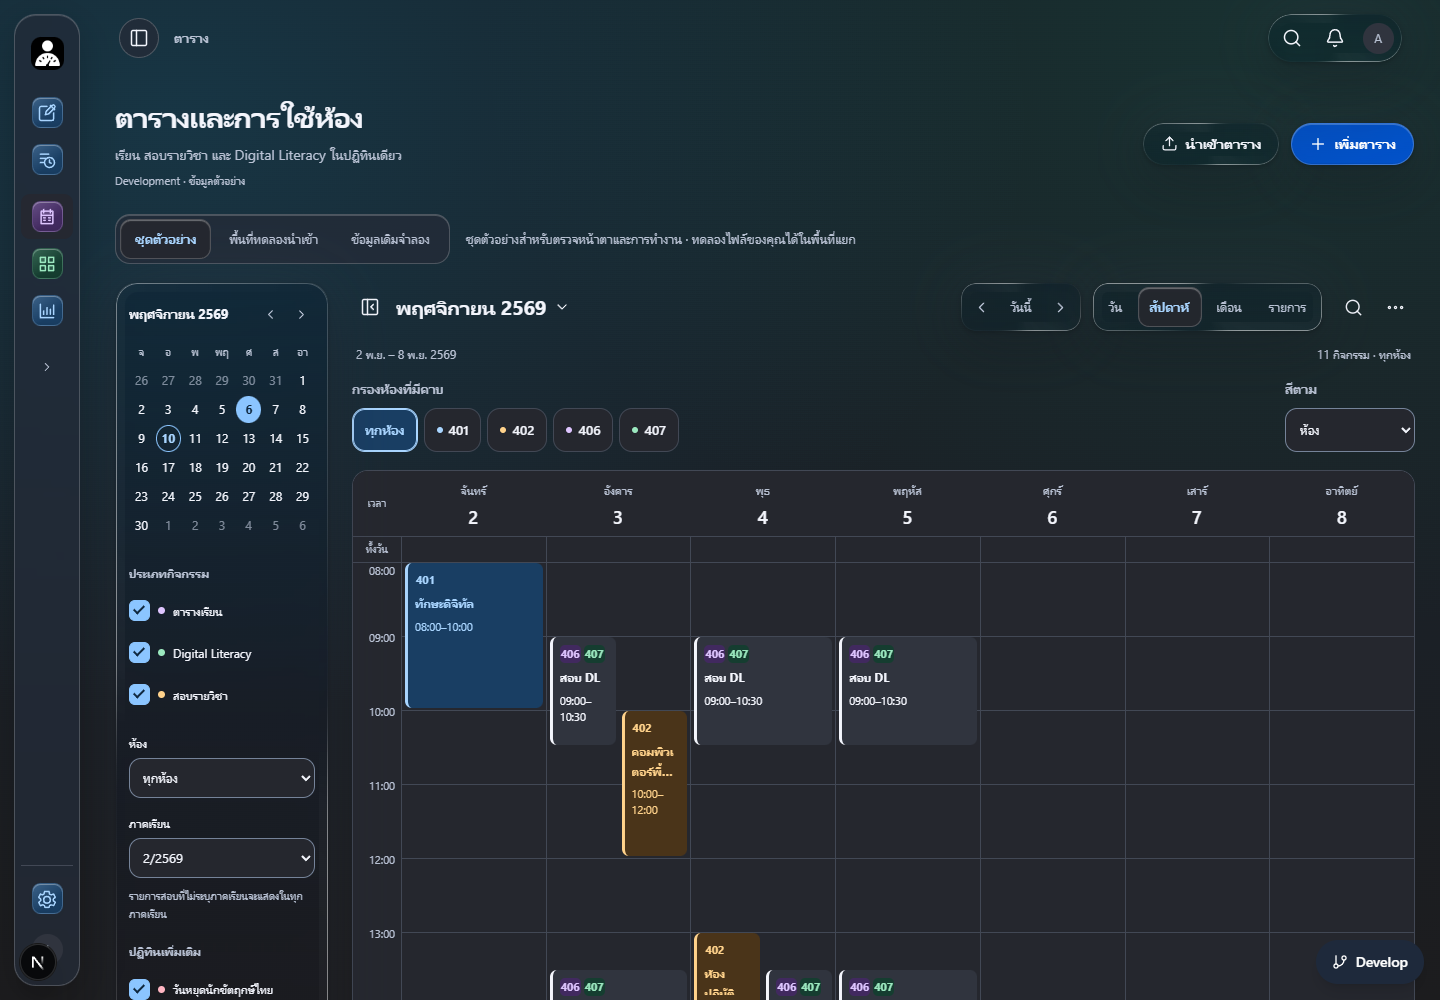 ตาราง
A
ตารางและการใช้ห้อง
เรียน สอบรายวิชา และ Digital Literacy ในปฏิทินเดียว
Development · ข้อมูลตัวอย่าง
นำเข้าตาราง
เพิ่มตาราง
ชุดตัวอย่าง พื้นที่ทดลองนำเข้า ข้อมูลเดิมจำลอง
ชุดตัวอย่างสำหรับตรวจหน้าตาและการทำงาน · ทดลองไฟล์ของคุณได้ในพื้นที่แยก
พฤศจิกายน 2569
จ อ พ พฤ ศ ส อา
26 27 28 29 30 31 1
2 3 4 5 6 7 8
9 10 11 12 13 14 15
16 17 18 19 20 21 22
23 24 25 26 27 28 29
30 1 2 3 4 5 6
ประเภทกิจกรรม
ตารางเรียน
Digital Literacy
สอบรายวิชา
ห้อง
ทุกห้อง
ภาคเรียน
2/2569
รายการสอบที่ไม่ระบุภาคเรียนจะแสดงในทุก
ภาคเรียน
ปฏิทินเพิ่มเติม
วันหยุดนักขัตฤกษ์ไทย
N
พฤศจิกายน 2569
วันนี้
วัน สัปดาห์ เดือน รายการ
2 พ.ย. – 8 พ.ย. 2569
11 กิจกรรม · ทุกห้อง
กรองห้องที่มีคาบ
ทุกห้อง 401 402 406 407
สีตาม
ห้อง
เวลา
จันทร์ อังคาร พุธ พฤหัส ศุกร์ เสาร์ อาทิตย์
2 3 4 5 6 7 8
ทั้งวัน
08:00
401
ทักษะดิจิทัล
08:00–10:00
09:00
406 407
สอบ DL
09:00–
10:30
406 407
สอบ DL
09:00–10:30
406 407
สอบ DL
09:00–10:30
10:00
402
คอมพิวเ
ตอร์พื้...
10:00–
12:00
11:00
12:00
13:00
402
ห้อง
ปฏิบัติ
406 407
406 407
406 407
Develop